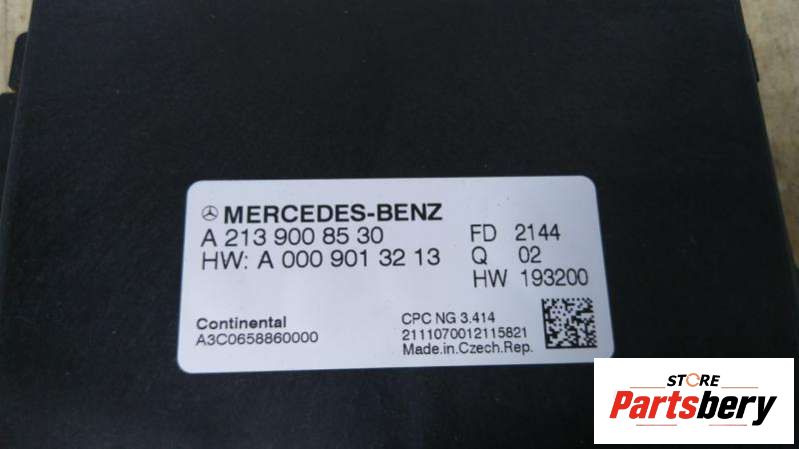 MERCEDES-BENZ
A 213 900 85 30
HW: A 000 901 32 13
FD 2144
Q 02
HW 193200
Continental
A3C0658860000
CPC NG 3.414
2111070012115821
Made.in.Czech.Rep.
STORE
Partsbery